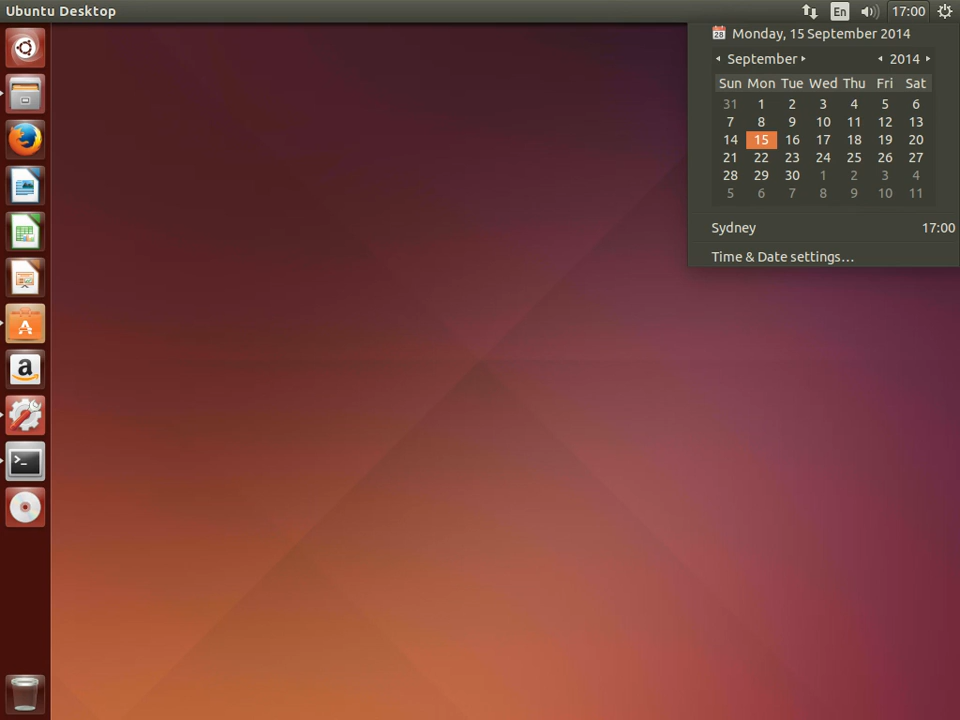 Ubuntu Desktop En 17:00
28 Monday, 15 September 2014
September 2014
Sun Mon Tue Wed Thu Fri Sat
31 1 2 3 4 5 6
7 8 9 10 11 12 13
14 15 16 17 18 19 20
21 22 23 24 25 26 27
28 29 30 1 2 3 4
5 6 7 8 9 10 11
Sydney 17:00
Time & Date settings...
a
>_